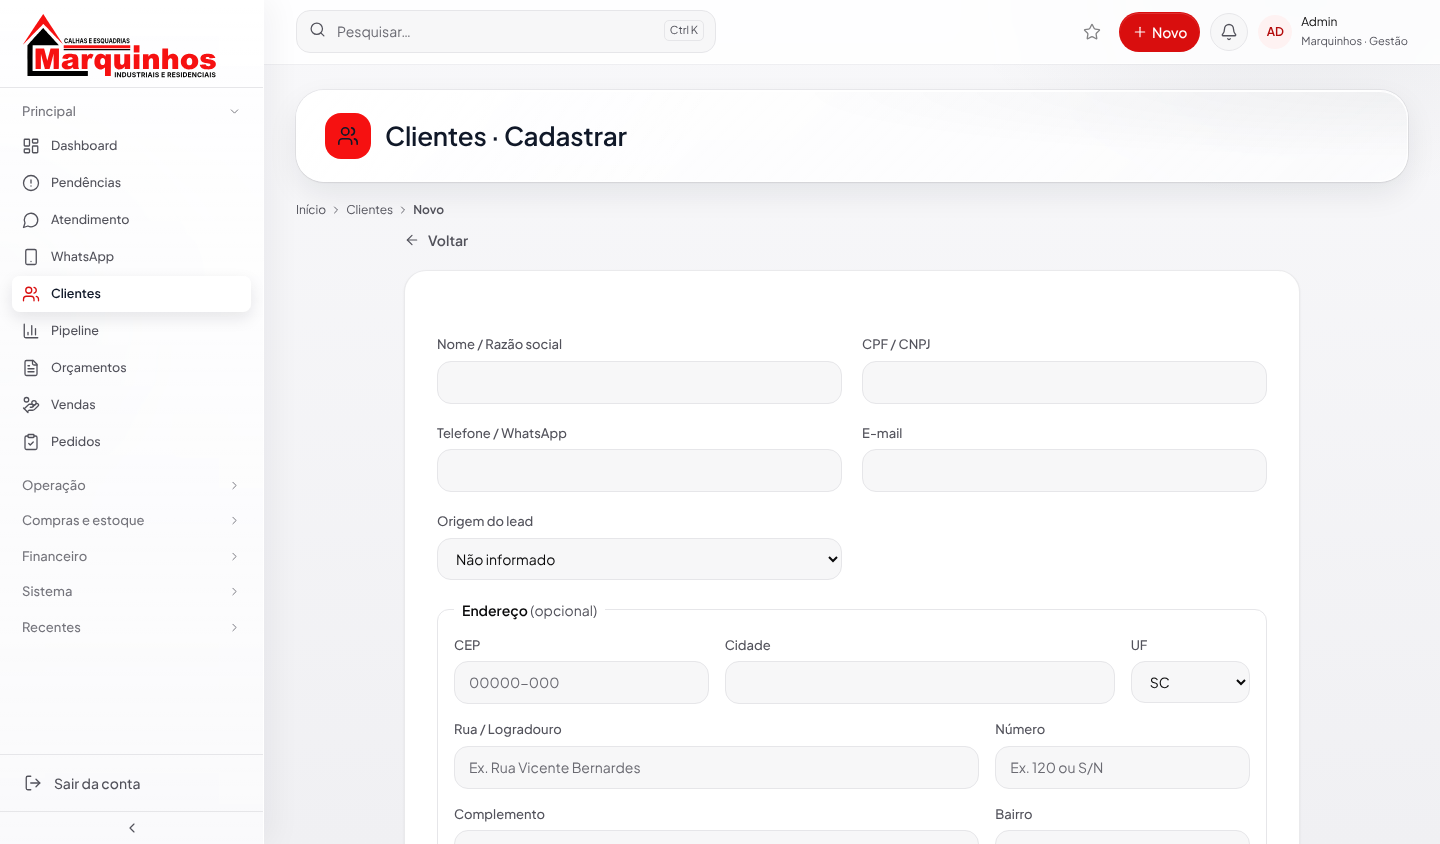 CALHAS E ESQUADRIAS
Marquinhos
INDUSTRIAIS E RESIDENCIAIS
Pesquisar...
Ctrl K
Novo
AD
Admin
Marquinhos · Gestão
Principal
Dashboard
Pendências
Atendimento
WhatsApp
Clientes
Pipeline
Orçamentos
Vendas
Pedidos
Operação
Compras e estoque
Financeiro
Sistema
Recentes
Sair da conta
Clientes · Cadastrar
Início > Clientes > Novo
Voltar
Nome / Razão social
CPF / CNPJ
Telefone / WhatsApp
E-mail
Origem do lead
Não informado
Endereço (opcional)
CEP
Cidade
UF
00000-000
SC
Rua / Logradouro
Número
Ex. Rua Vicente Bernardes
Ex. 120 ou S/N
Complemento
Bairro